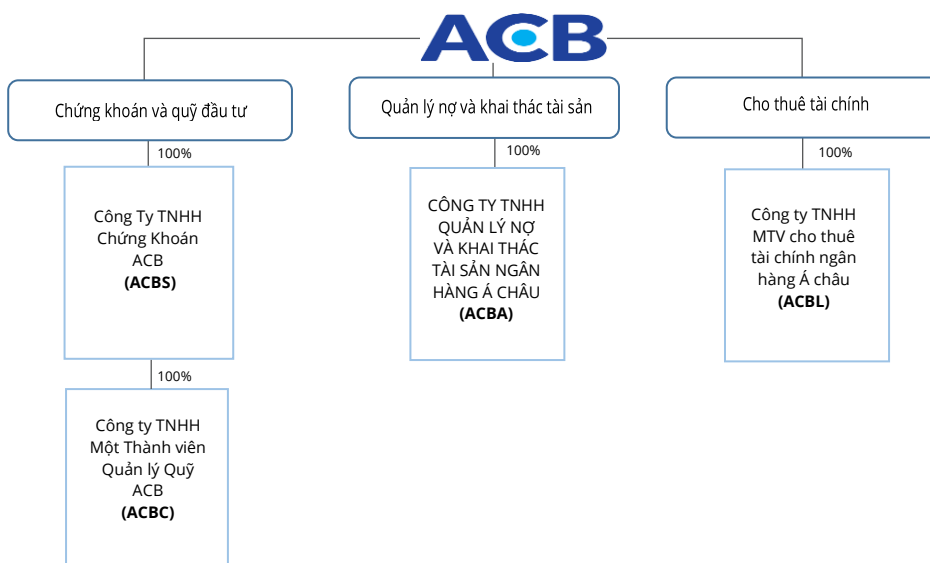 ACB
Chứng khoán và quỹ đầu tư
100%
Công Ty TNHH
Chứng Khoán
ACB
(ACBS)
100%
Công ty TNHH
Một Thành viên
Quản lý Quỹ
ACB
(ACBC)
Quản lý nợ và khai thác tài sản
100%
CÔNG TY TNHH
QUẢN LÝ NỢ
VÀ KHAI THÁC
TÀI SẢN NGÂN
HÀNG Á CHÂU
(ACBA)
Cho thuê tài chính
100%
Công ty TNHH
MTV cho thuê
tài chính ngân
hàng Á châu
(ACBL)